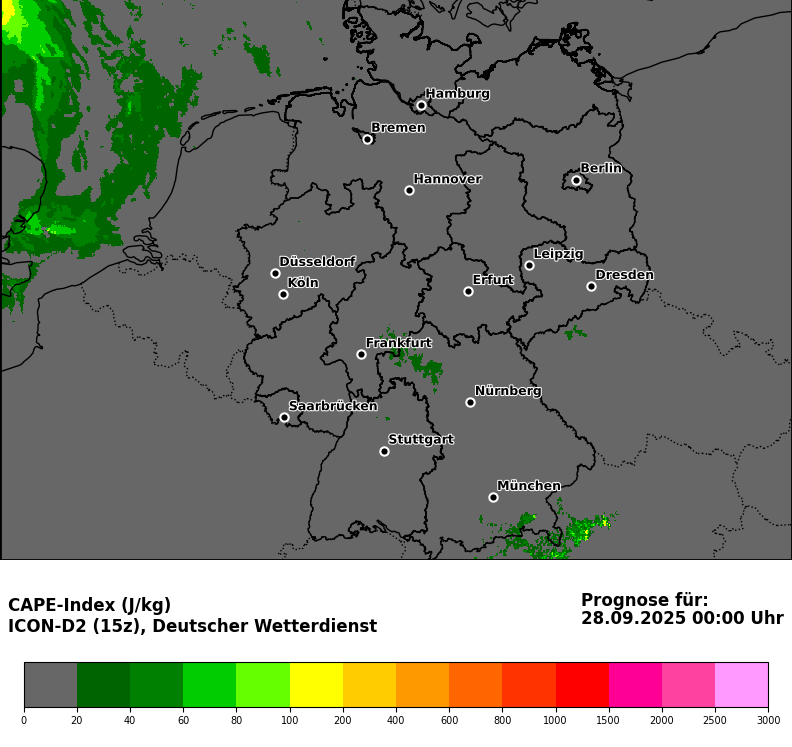 Hamburg
Bremen
Berlin
Hannover
Düsseldorf
Leipzig
Köln
Erfurt
Dresden
Frankfurt
Nürnberg
Saarbrücken
Stuttgart
München
CAPE-Index (J/kg)
ICON-D2 (15z), Deutscher Wetterdienst
Prognose für:
28.09.2025 00:00 Uhr
0 20 40 60 80 100 200 400 600 800 1000 1500 2000 2500 3000